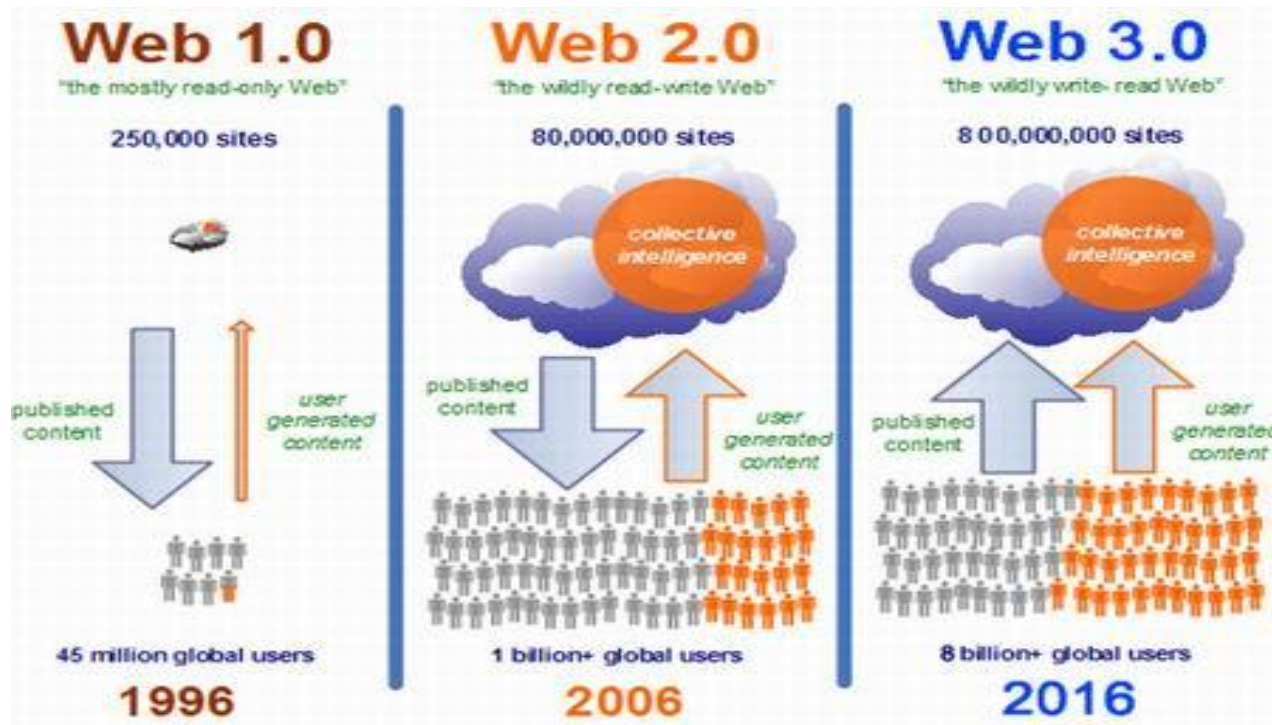 Web 1.0
"the mostly read-only Web"
250,000 sites
published
content
user
generated
content
45 million global users
1996
Web 2.0
"the wildly read-write Web"
80,000,000 sites
collective
intelligence
published
content
user
generated
content
1 billion+ global users
2006
Web 3.0
"the wildly write- read Web"
800,000,000 sites
collective
intelligence
published
content
user
generated
content
8 billion+ global users
2016